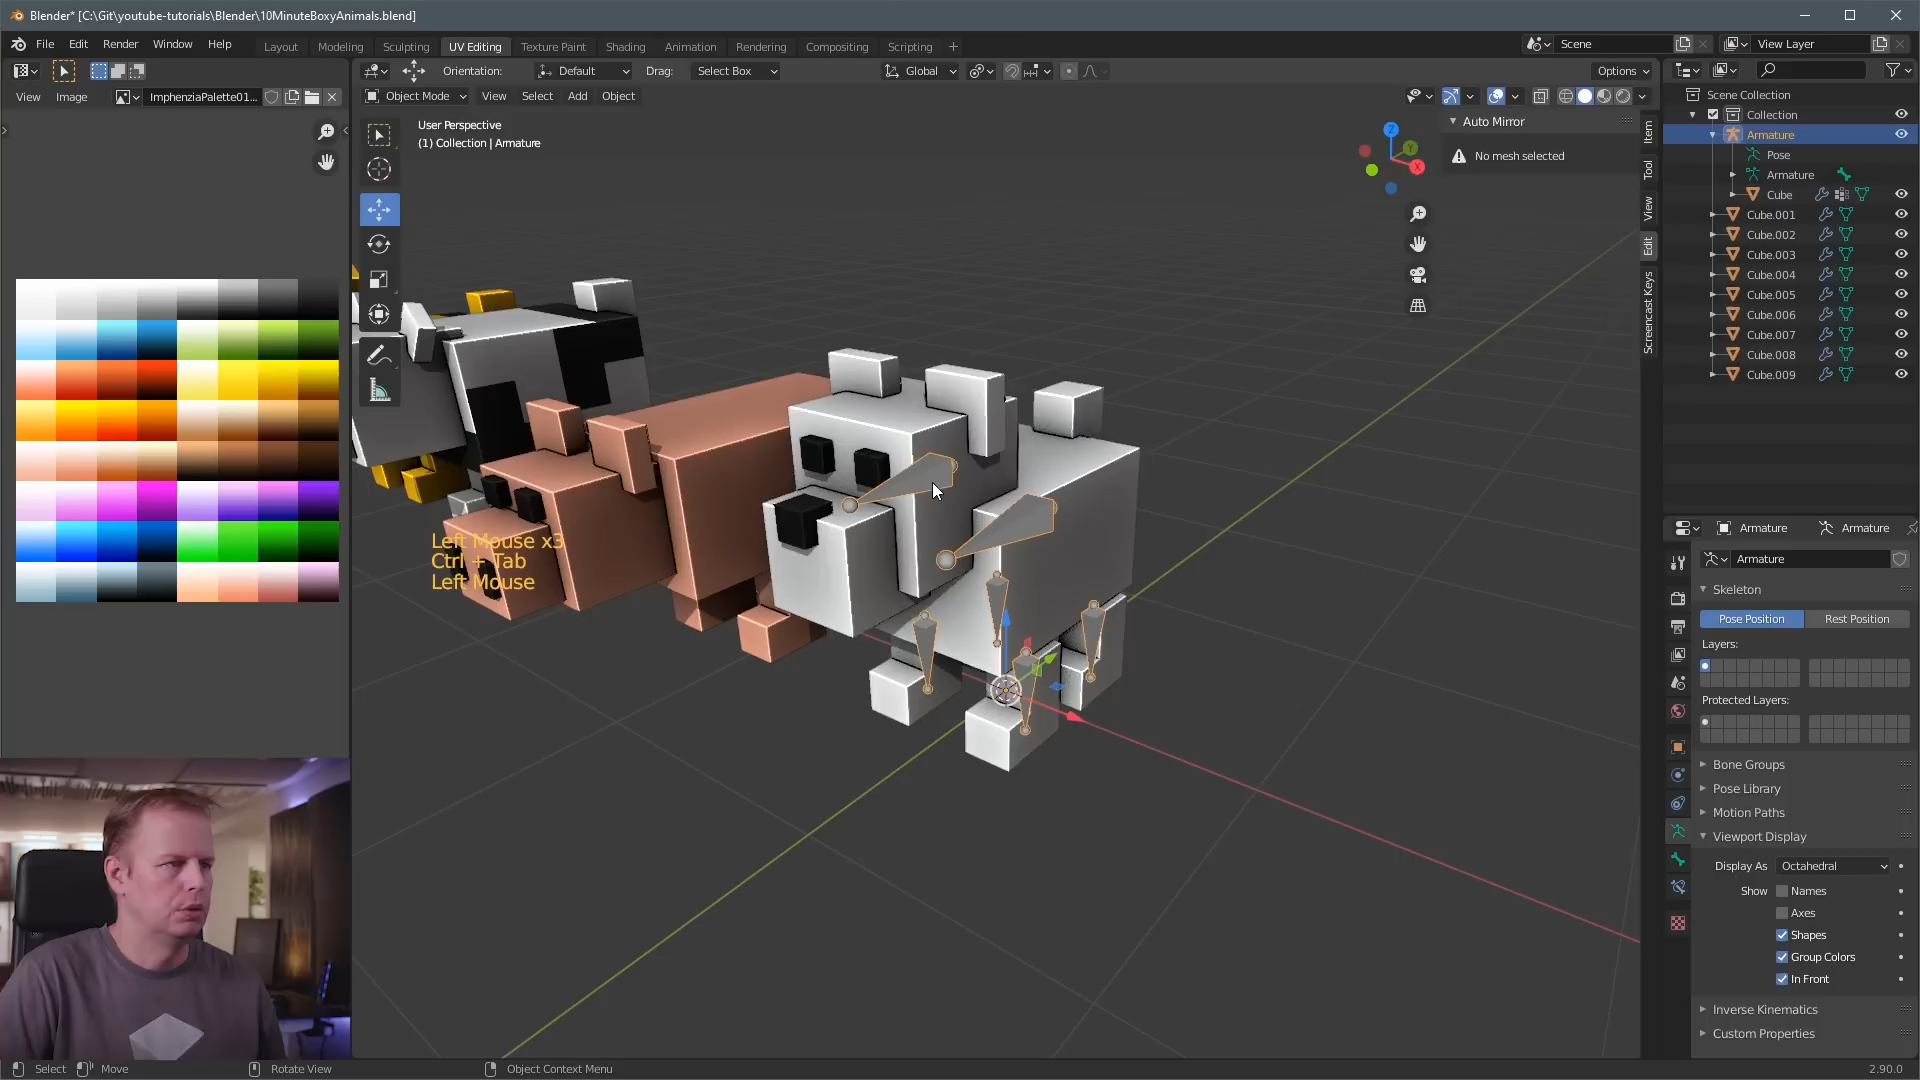 Blender* [C:\Git\youtube-tutorials\Blender\10MinuteBoxyAnimals.blend]
File Edit Render Window Help
Layout Modeling Sculpting UV Editing Texture Paint Shading Animation Rendering Compositing Scripting +
Scene
View Layer
Orientation: Default Drag: Select Box
Global
Options
View Image
ImphenziaPalette01...
Object Mode View Select Add Object
User Perspective
(1) Collection | Armature
Auto Mirror
No mesh selected
Z
Y
X
Item
Tool
View
Edit
Screencast Keys
Left Mouse x3
Ctrl + Tab
Left Mouse
Scene Collection
Collection
Armature
Pose
Armature
Cube
Cube.001
Cube.002
Cube.003
Cube.004
Cube.005
Cube.006
Cube.007
Cube.008
Cube.009
Armature Armature
Armature
Skeleton
Pose Position Rest Position
Layers:
Protected Layers:
Bone Groups
Pose Library
Motion Paths
Viewport Display
Display As Octahedral
Show Names
Axes
Shapes
Group Colors
In Front
Inverse Kinematics
Custom Properties
Select Move Rotate View Object Context Menu
2.90.0